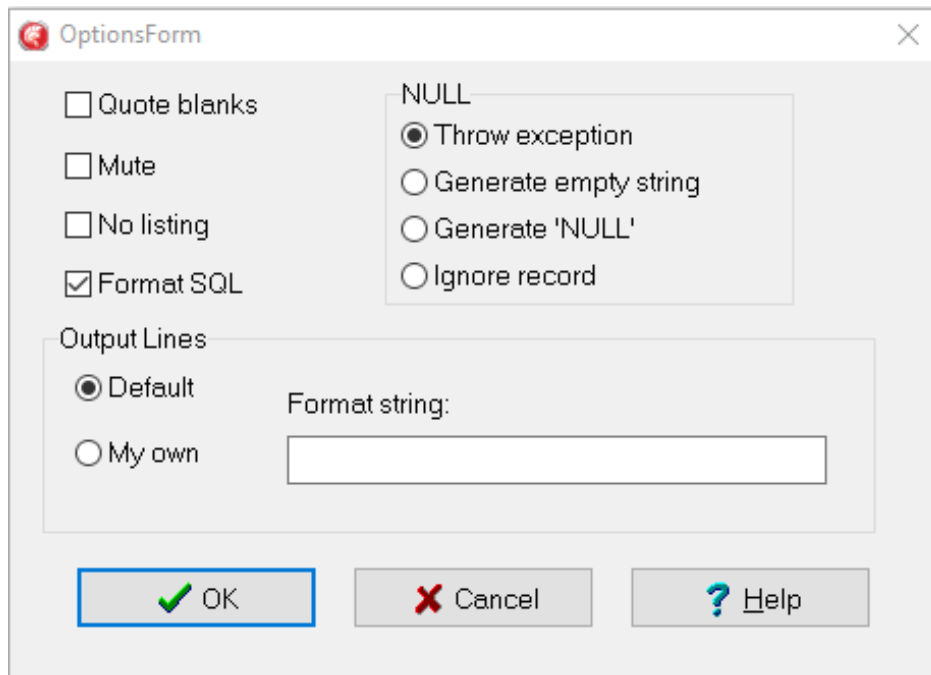 OptionsForm
Quote blanks
Mute
No listing
Format SQL
NULL
Throw exception
Generate empty string
Generate 'NULL'
Ignore record
Output Lines
Default
My own
Format string:
OK
Cancel
Help